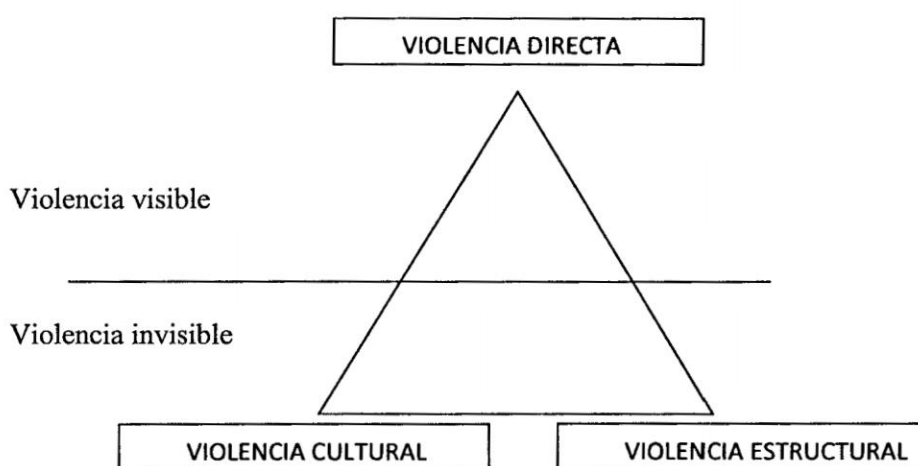 VIOLENCIA DIRECTA
Violencia visible
Violencia invisible
VIOLENCIA CULTURAL
VIOLENCIA ESTRUCTURAL